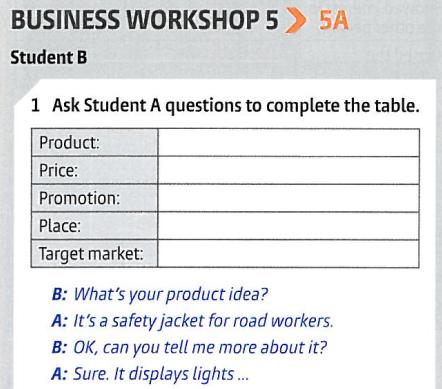 BUSINESS WORKSHOP 5 > 5A
Student B
1 Ask Student A questions to complete the table.
Product:
Price:
Promotion:
Place:
Target market:
B: What's your product idea?
A: It's a safety jacket for road workers.
B: OK, can you tell me more about it?
A: Sure. It displays lights ...